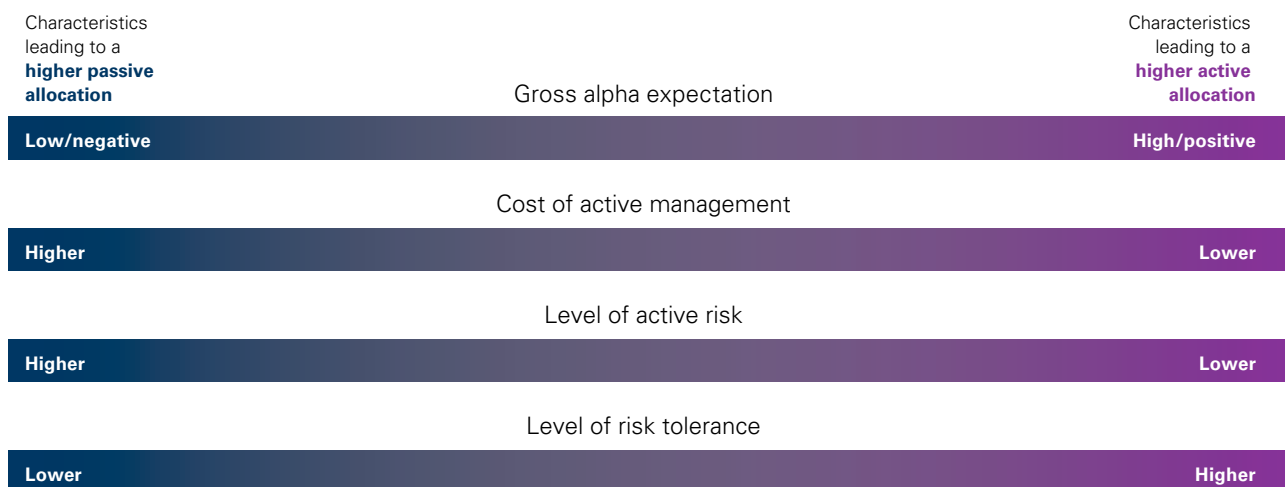 Characteristics
leading to a
higher passive
allocation
Characteristics
leading to a
higher active
allocation
Gross alpha expectation
Low/negative
High/positive
Cost of active management
Higher
Lower
Level of active risk
Higher
Lower
Level of risk tolerance
Lower
Higher